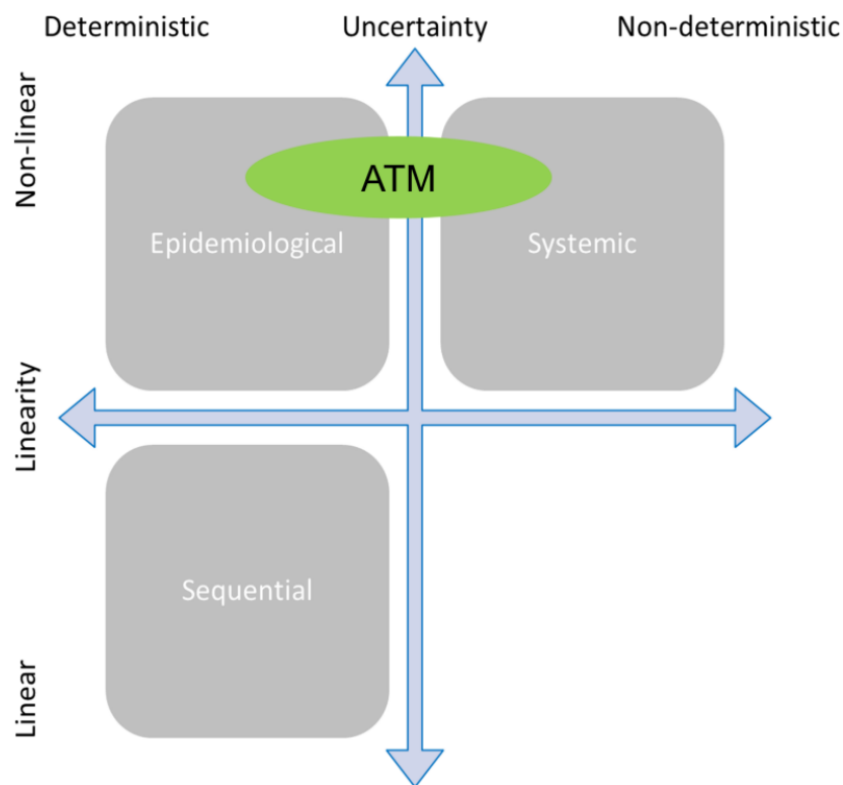 Deterministic
Uncertainty
Non-deterministic
Non-linear
ATM
Epidemiological
Systemic
Linearity
Sequential
Linear